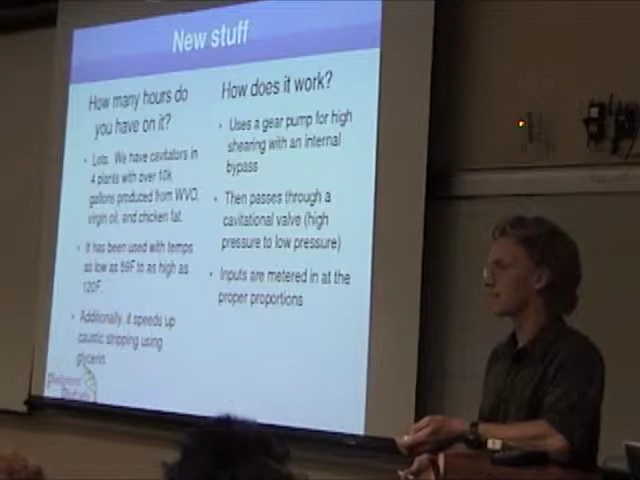 New stuff
How many hours do
you have on it?
• Lots. We have cavitators in
4 plants with over 10k
gallons produced from WVO,
virgin oil, and chicken fat.
• It has been used with temps
as low as 59F to as high as
120F.
• Additionally, it speeds up
caustic stripping using
glycerin
How does it work?
• Uses a gear pump for high
shearing with an internal
bypass
• Then passes through a
cavitational valve (high
pressure to low pressure)
• Inputs are metered in at the
proper proportions
Piedmont
Biofuels